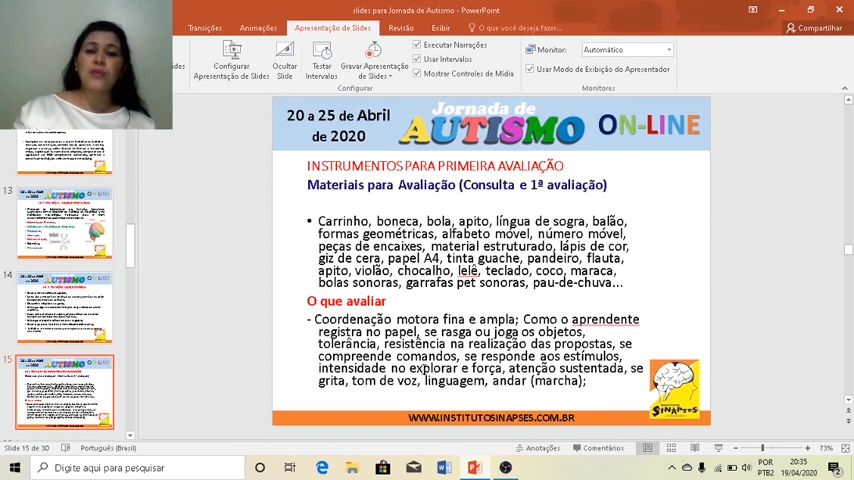 slides para Jornada de Autismo - PowerPoint
Transições Animações Apresentação de Slides Revisão Exibir O que você deseja fazer...
Compartilhar
Configurar
Apresentação de Slides
Ocultar
Slide
Testar
Intervalos
Gravar Apresentação
de Slides
Executar Narrações
Usar Intervalos
Mostrar Controles de Mídia
Monitor: Automático
Usar Modo de Exibição do Apresentador
Configurar
Monitores
20 a 25 de Abril
de 2020
Jornada de
AUTISMO ON-LINE
INSTRUMENTOS PARA PRIMEIRA AVALIAÇÃO
Materiais para Avaliação (Consulta e 1ª avaliação)
• Carrinho, boneca, bola, apito, língua de sogra, balão,
formas geométricas, alfabeto móvel, número móvel,
peças de encaixes, material estruturado, lápis de cor,
giz de cera, papel A4, tinta guache, pandeiro, flauta,
apito, violão, chocalho, lelê, teclado, coco, maraca,
bolas sonoras, garrafas pet sonoras, pau-de-chuva...
O que avaliar
- Coordenação motora fina e ampla; Como o aprendente
registra no papel, se rasga ou joga os objetos,
tolerância, resistência na realização das propostas, se
compreende comandos, se responde aos estímulos,
intensidade no explorar e força, atenção sustentada, se
grita, tom de voz, linguagem, andar (marcha);
SINAPSES
WWW.INSTITUTOSINAPSES.COM.BR
13
14
15
Slide 15 de 30 Português (Brasil)
Anotações Comentários 73%
Digite aqui para pesquisar
POR
PTB2
20:35
19/04/2020
2